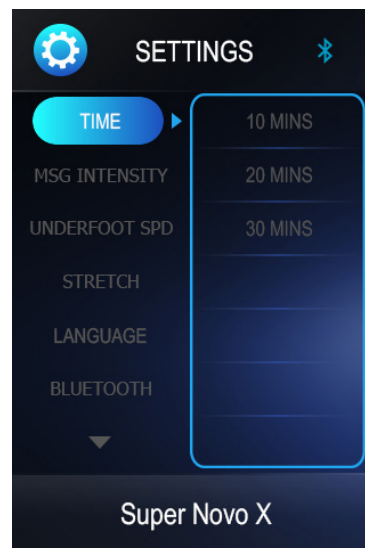 SETTINGS
TIME
10 MINS
MSG INTENSITY
20 MINS
UNDERFOOT SPD
30 MINS
STRETCH
LANGUAGE
BLUETOOTH
Super Novo X